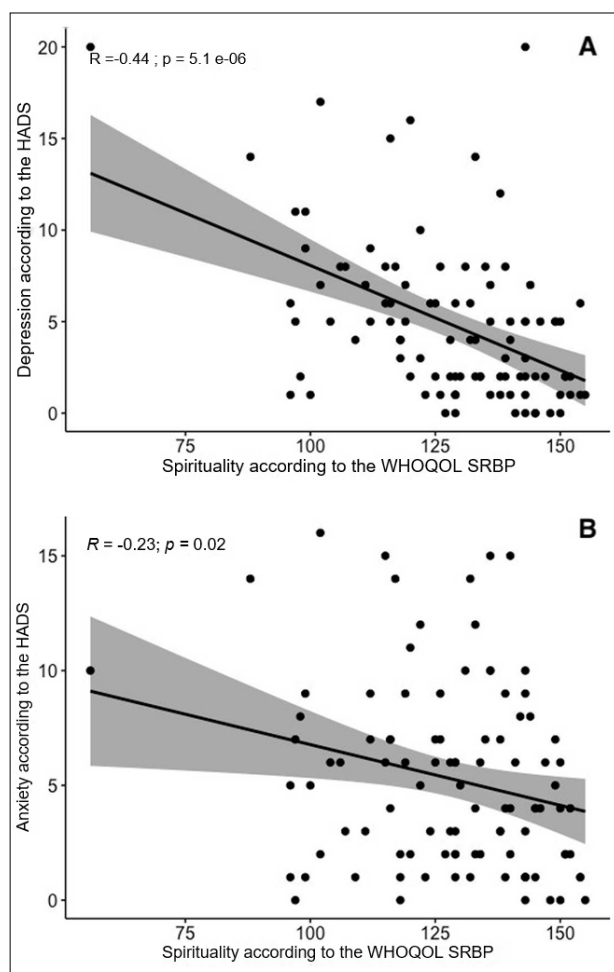 A
R =-0.44 ; p = 5.1 e-06
Depression according to the HADS
20
15
10
5
0
75 100 125 150
Spirituality according to the WHOQOL SRBP
B
R = -0.23; p = 0.02
Anxiety according to the HADS
15
10
5
0
75 100 125 150
Spirituality according to the WHOQOL SRBP